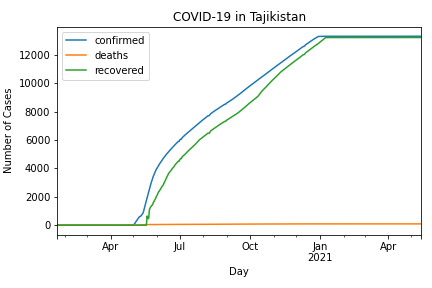 COVID-19 in Tajikistan
confirmed
deaths
recovered
12000
10000
8000
6000
4000
2000
0
Number of Cases
Apr
Jul
Oct
Jan
2021
Apr
Day